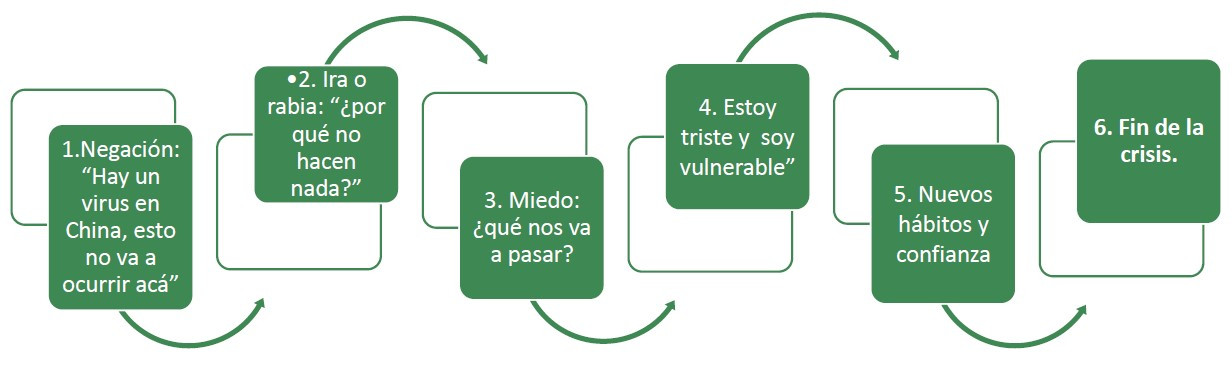 1.Negación:
“Hay un
virus en
China, esto
no va a
ocurrir acá”
•2. Ira o
rabia: “¿por
qué no
hacen
nada?”
3. Miedo:
¿qué nos va
a pasar?
4. Estoy
triste y  soy
vulnerable”
5. Nuevos
hábitos y
confianza
6. Fin de la
crisis.